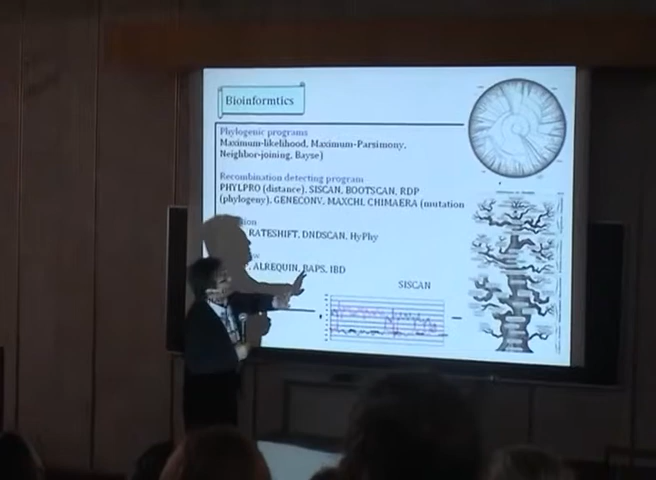 Bioinformtics
Phylogenic programs
Maximum-likelihood, Maximum-Parsimony,
Neighbor-joining, Bayse)
Recombination detecting program
PHYLPRO (distance), SISCAN, BOOTSCAN, RDP
(phylogeny), GENECONV, MAXCHI, CHIMAERA (mutation
RATESHIFT, DNDSCAN, HyPhy
ALREQUIN, BAPS, IBD
SISCAN